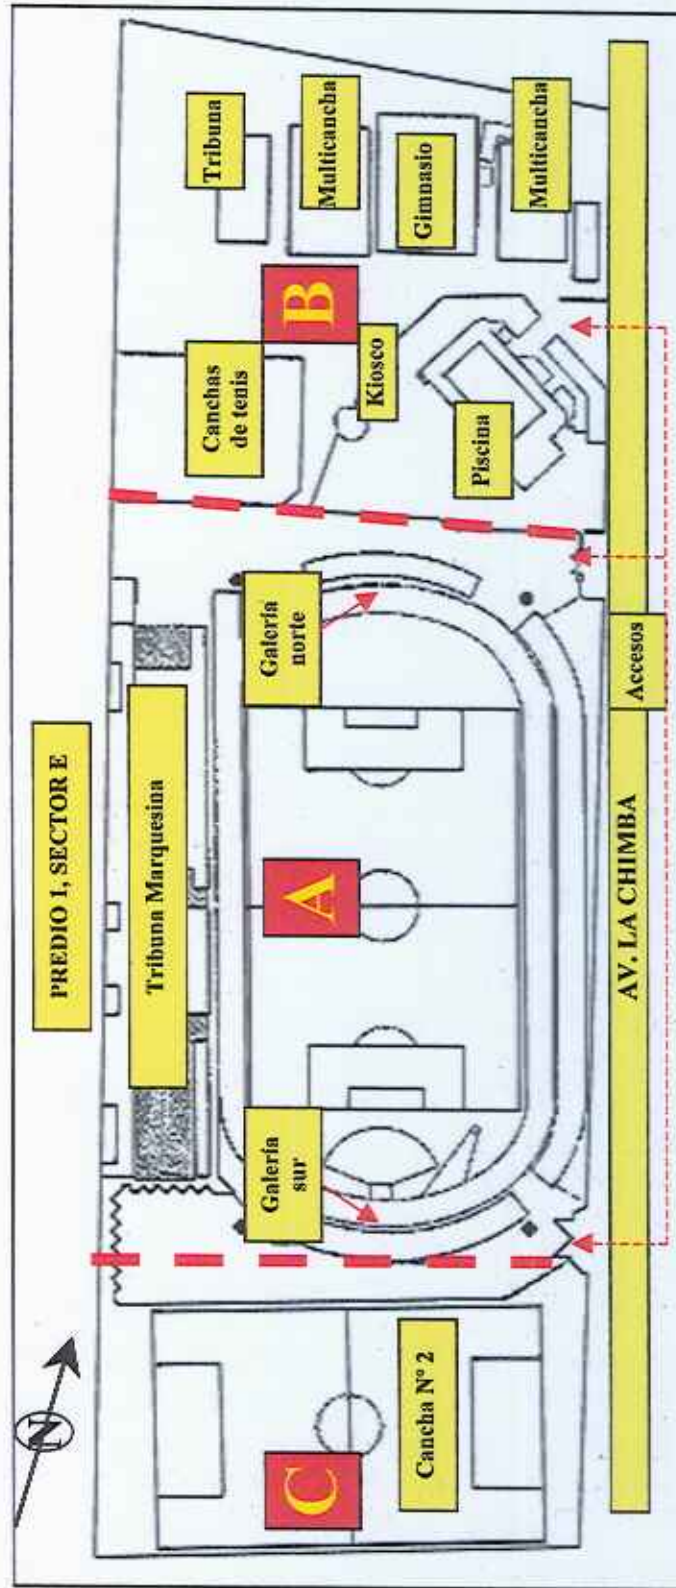 PREDIO 1, SECTOR E
Tribuna Marquesina
Galería
sur
Galería
norte
Canchas
de tenis
Tribuna
Multicancha
Gimnasio
Multicancha
Kiosco
Piscina
Cancha Nº 2
C
A
B
N
AV. LA CHIMBA
Accesos